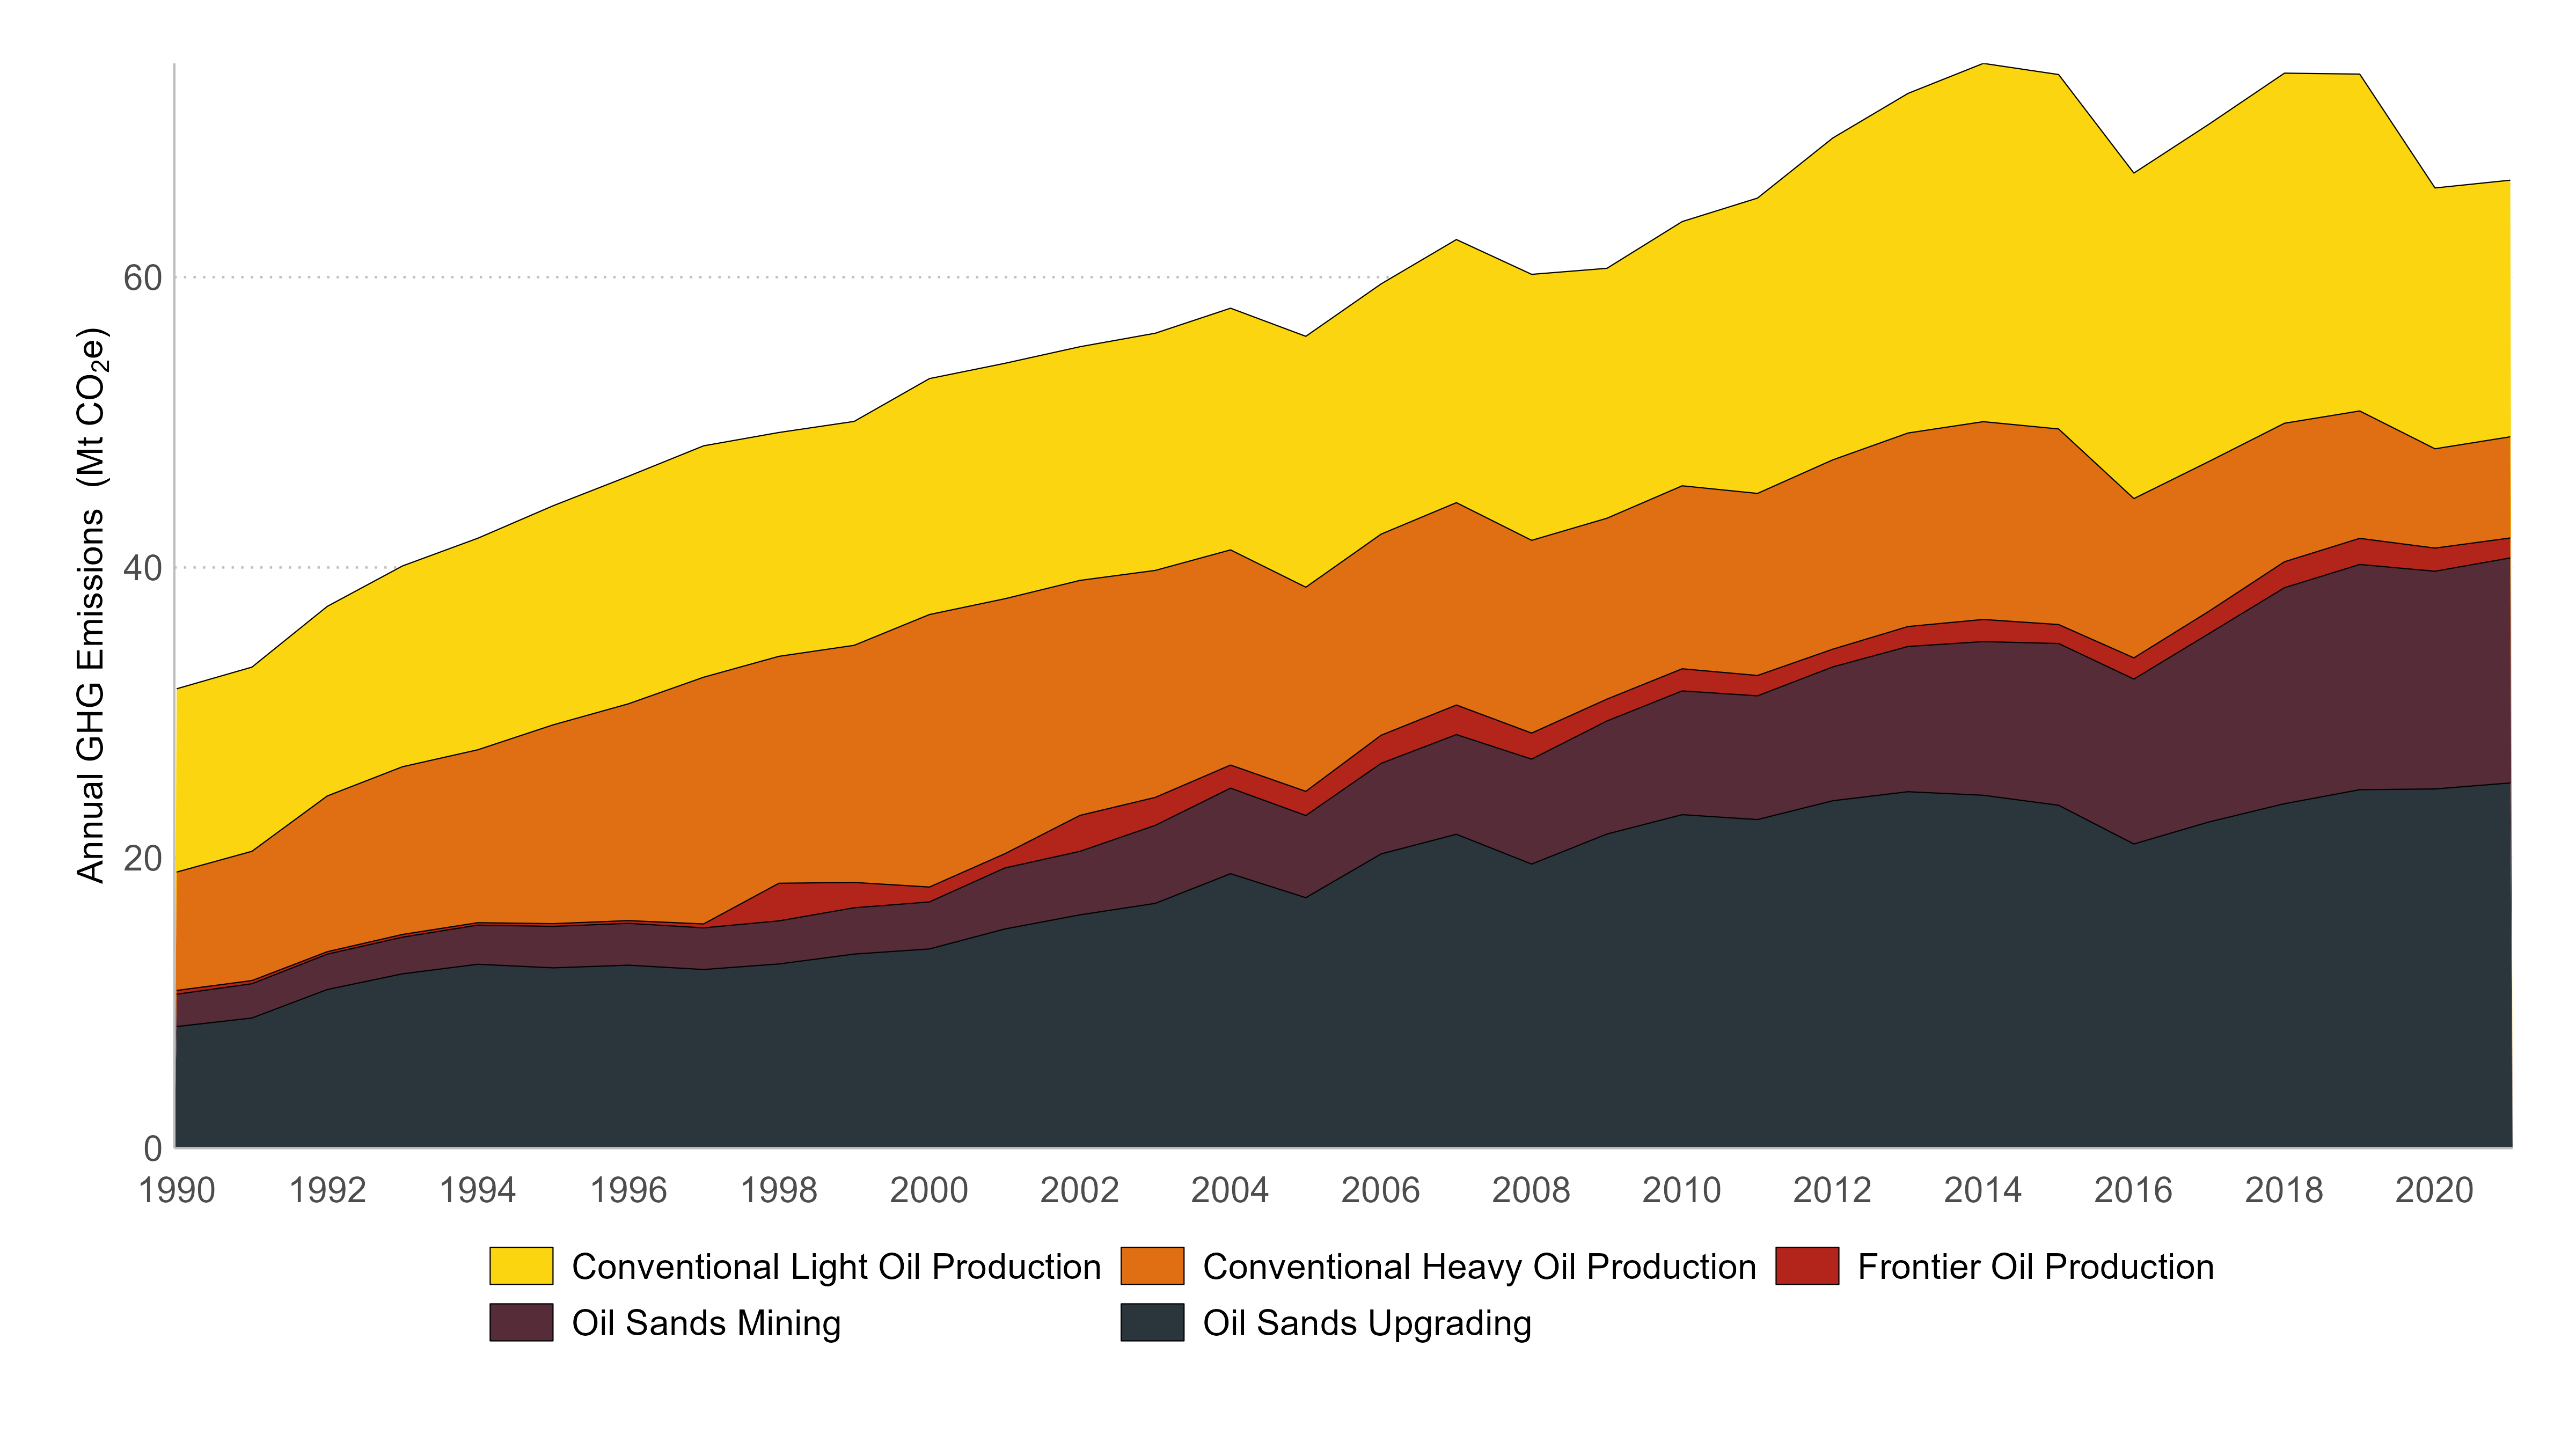 Annual GHG Emissions (Mt CO₂e)
60
40
20
0
1990 1992 1994 1996 1998 2000 2002 2004 2006 2008 2010 2012 2014 2016 2018 2020
Conventional Light Oil Production Conventional Heavy Oil Production Frontier Oil Production
Oil Sands Mining Oil Sands Upgrading